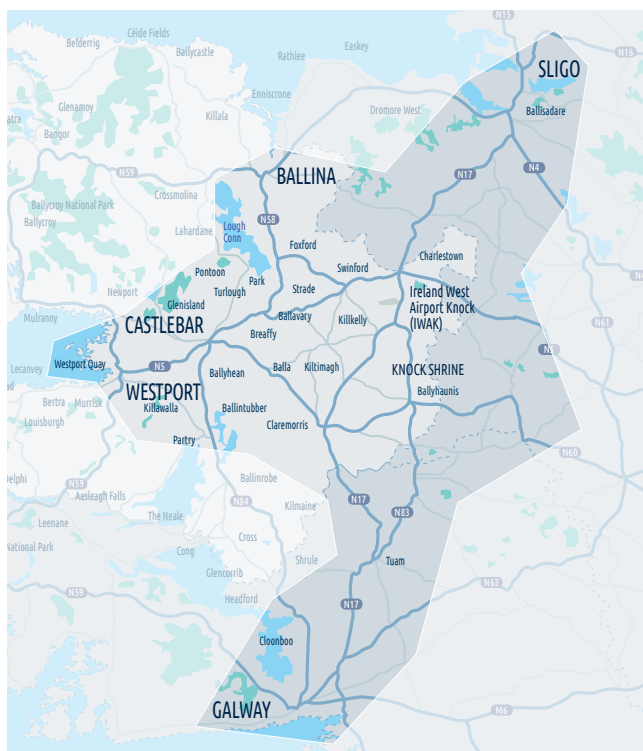 Céide Fields
Belderrig
Ballycastle
Rathlee
Easkey
N15
N16
SLIGO
Enniscrone
Glenamoy
Killala
Dromore West
Ballisadare
Bangor
N59
N17
N4
Crossmolina
BALLINA
Ballycroy National Park
Ballycroy
Lahardane
Lough
Conn
N58
Foxford
Charlestown
Swinford
Pontoon
Park
Newport
Turlough
Strade
Ireland West
Airport Knock
(IWAK)
Glenisland
Mulranny
Ballavary
Killkelly
N61
CASTLEBAR
Breaffy
Lecanvey
Westport Quay
N5
N5
Ballyhean
Balla
Kiltimagh
KNOCK SHRINE
WESTPORT
Ballyhaunis
Bertra
Murrisk
Killawalla
Ballintubber
Louisburgh
Claremorris
Partry
N60
Delphi
N59
Ballinrobe
Aasleagh Falls
N84
Kilmaine
N17
N83
The Neale
Leenane
Cross
National Park
Cong
Shrule
Tuam
Glencorrib
N59
Headford
N63
N17
Cloonboo
GALWAY
M6